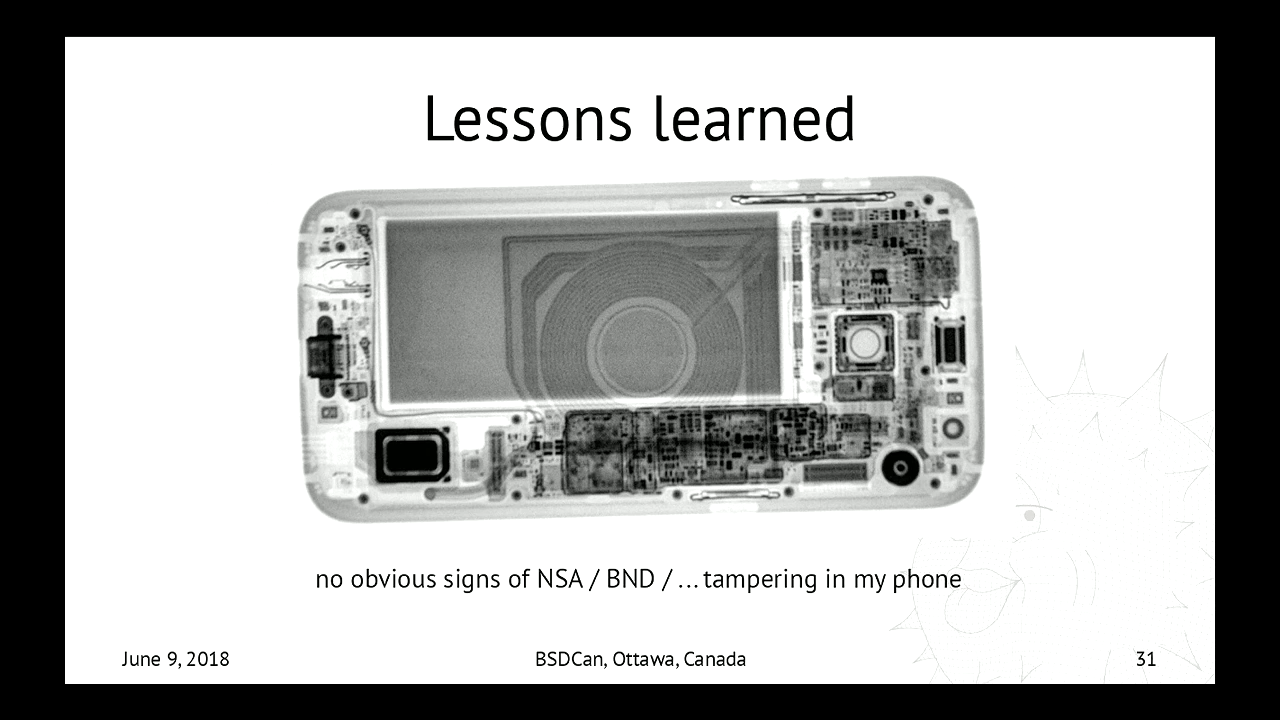 Lessons learned
no obvious signs of NSA / BND / ... tampering in my phone
June 9, 2018
BSDCan, Ottawa, Canada
31